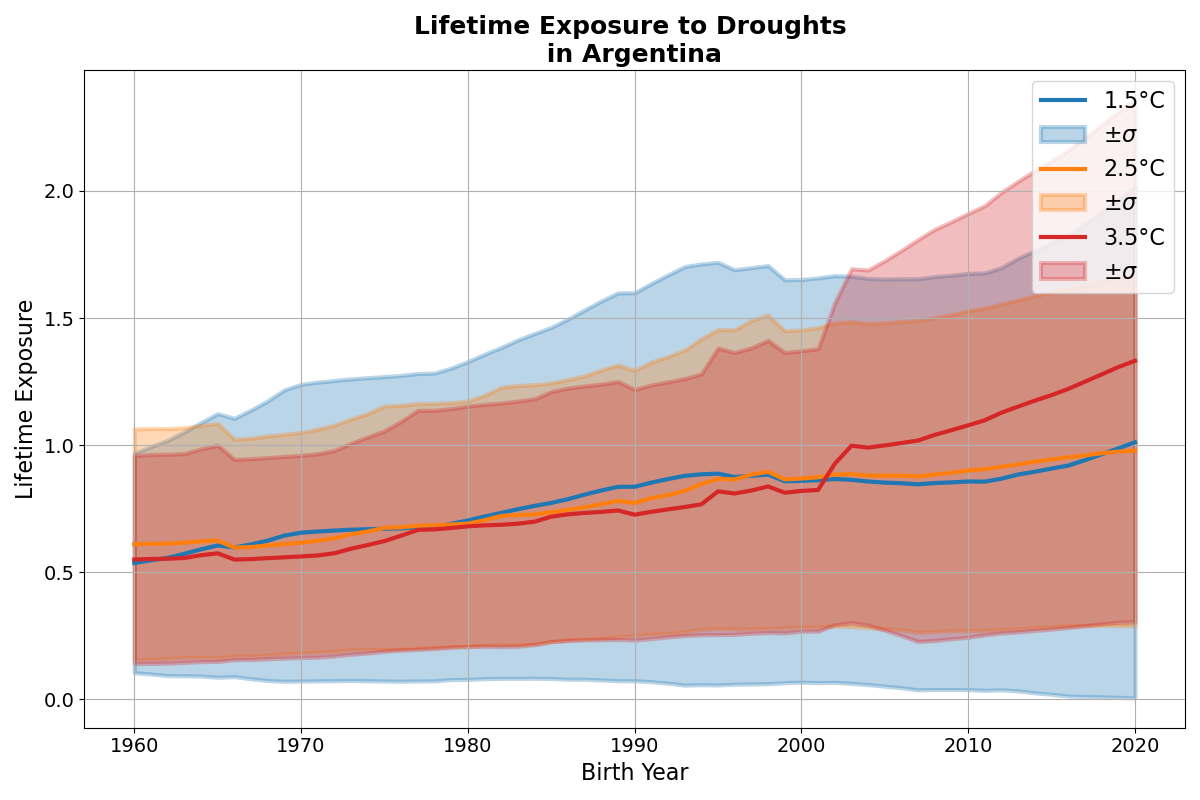 Lifetime Exposure to Droughts
in Argentina
1.5°C
±σ
2.5°C
±σ
3.5°C
±σ
Lifetime Exposure
2.0
1.5
1.0
0.5
0.0
1960 1970 1980 1990 2000 2010 2020
Birth Year